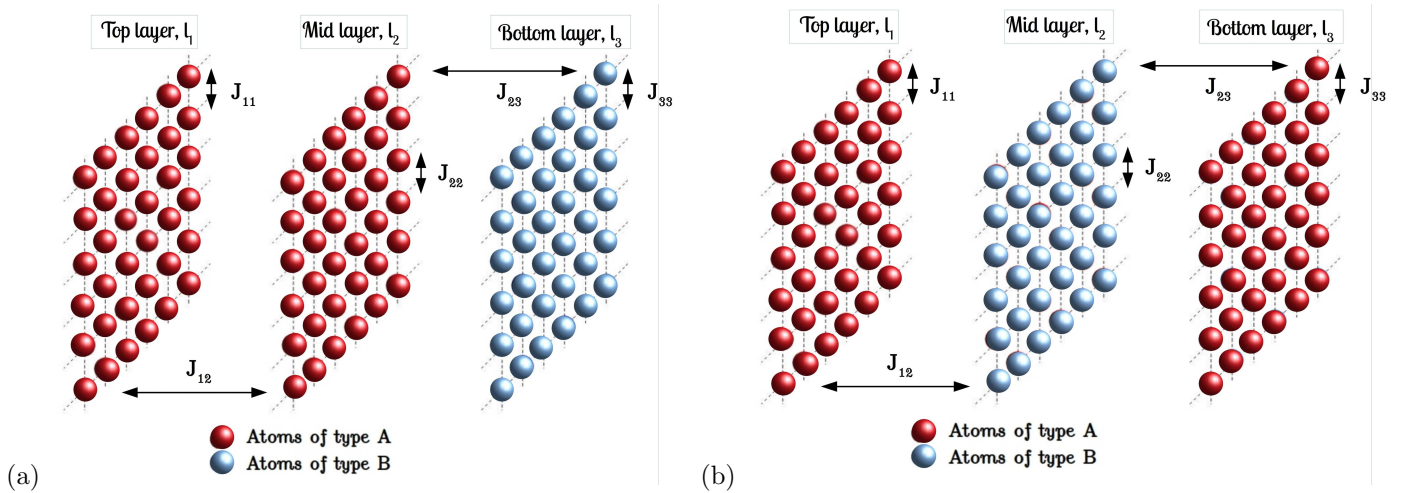 Top layer, l₁
Mid layer, l₂
Bottom layer, l₃
J₁₁
J₂₃
J₃₃
J₂₂
J₁₂
Atoms of type A
Atoms of type B
(a)
Top layer, l₁
Mid layer, l₂
Bottom layer, l₃
J₁₁
J₂₃
J₃₃
J₂₂
J₁₂
Atoms of type A
Atoms of type B
(b)